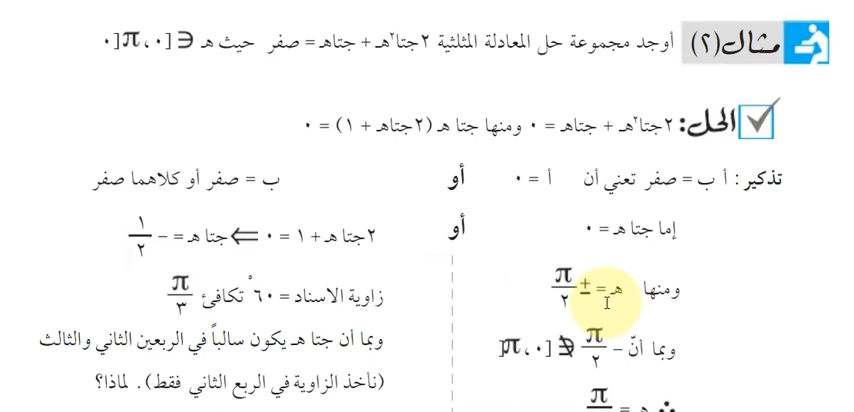 مثال (٢) أوجد مجموعة حل المعادلة المثلثية ٢جتا٢هـ + جتاهـ = صفر حيث هـ ∈ [٠، π[٠
الحل: ٢جتا٢هـ + جتاهـ = ٠ ومنها جتا هـ (٢جتاهـ + ١) = ٠
تذكير: أ ب = صفر تعني أن أ = ٠ أو ب = صفر أو كلاهما صفر
إما جتا هـ = ٠ أو ٢جتا هـ + ١ = ٠ ⇐ جتا هـ = - ١/٢
ومنها هـ = ± π/٢
زاوية الاسناد = ٦٠° تكافئ π/٣
وبما أنّ - π/٢ ∉ [٠، π]
وبما أن جتا هـ يكون سالباً في الربعين الثاني والثالث
(نأخذ الزاوية في الربع الثاني فقط). لماذا؟
∴ هـ = π